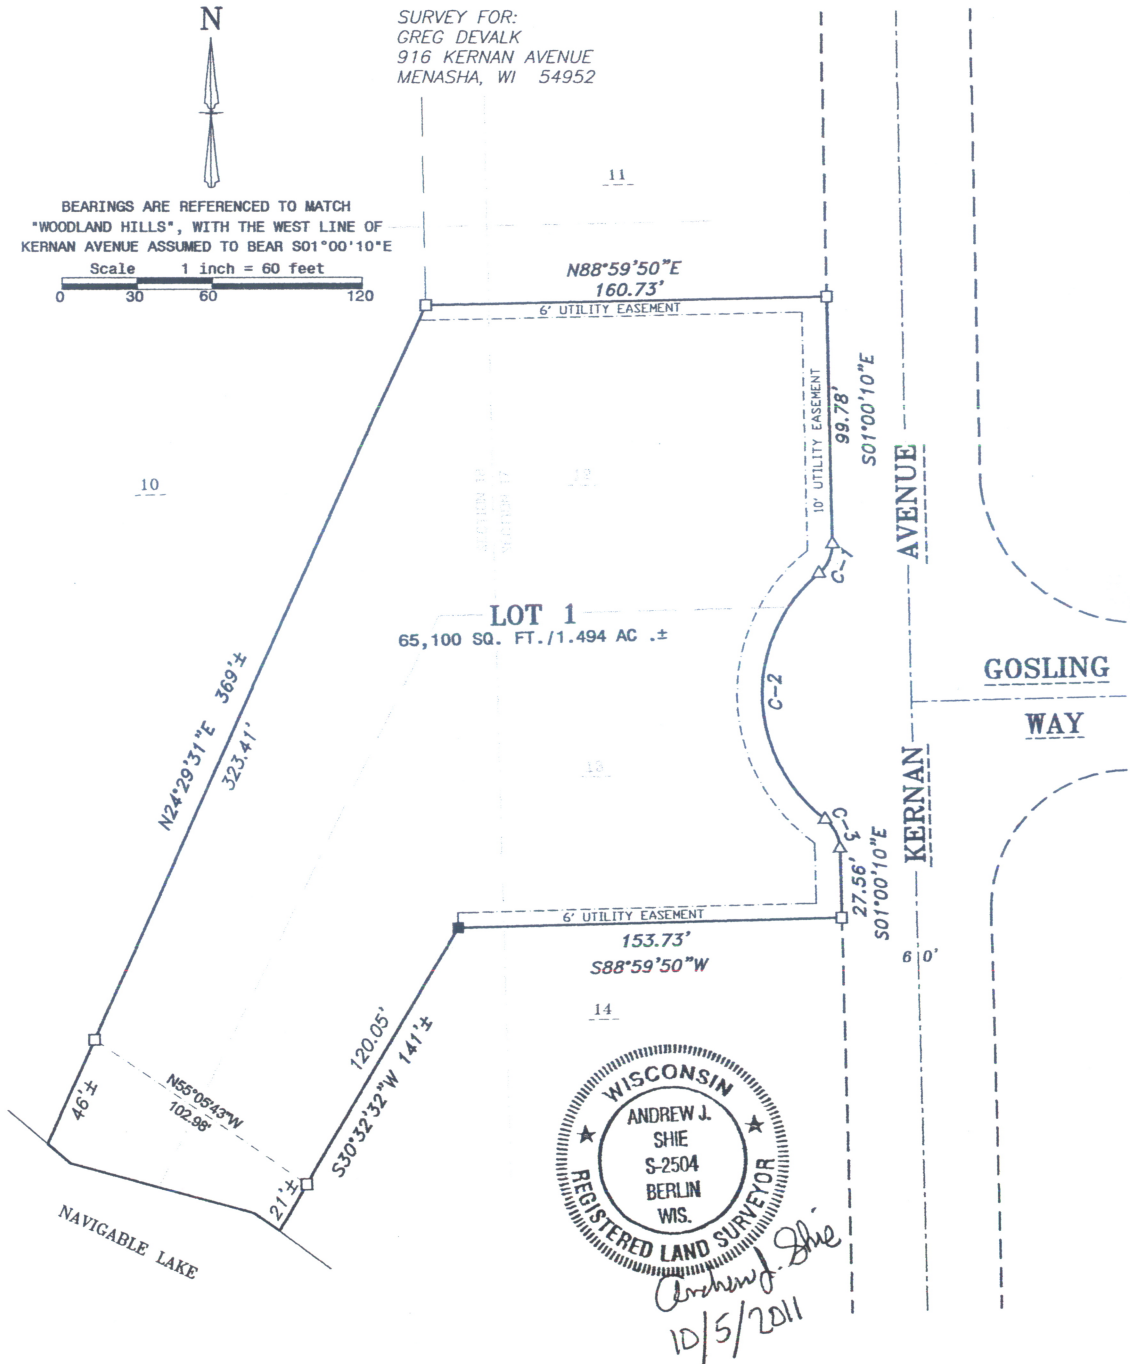 N
SURVEY FOR:
GREG DEVALK
916 KERNAN AVENUE
MENASHA, WI 54952
BEARINGS ARE REFERENCED TO MATCH
"WOODLAND HILLS", WITH THE WEST LINE OF
KERNAN AVENUE ASSUMED TO BEAR S01°00'10"E
Scale 1 inch = 60 feet
0 30 60 120
11
N88°59'50"E
160.73'
6' UTILITY EASEMENT
10' UTILITY EASEMENT
99.78'
S01°00'10"E
10
12
SECTION 17
AVENUE
C-1
LOT 1
65,100 SQ. FT./1.494 AC .±
C-2
GOSLING
WAY
N24°29'31"E 369'±
323.41'
13
KERNAN
C-3
27.56'
S01°00'10"E
6' UTILITY EASEMENT
153.73'
S88°59'50"W
60'
14
120.05'
S30°32'32"W 141'±
N55°05'43"W
102.98'
46'±
21'±
NAVIGABLE LAKE
WISCONSIN
ANDREW J.
SHIE
S-2504
BERLIN
WIS.
REGISTERED LAND SURVEYOR
Andrew J. Shie
10/5/2011